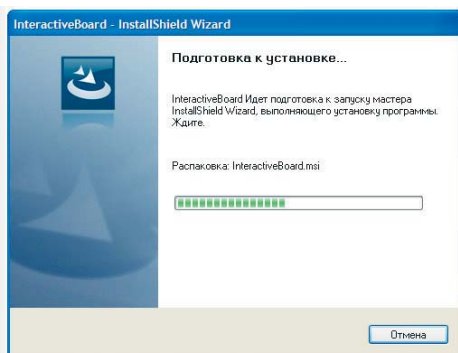 InteractiveBoard - InstallShield Wizard
Подготовка к установке...
InteractiveBoard Идет подготовка к запуску мастера
InstallShield Wizard, выполняющего установку программы.
Ждите.
Распаковка: InteractiveBoard.msi
Отмена